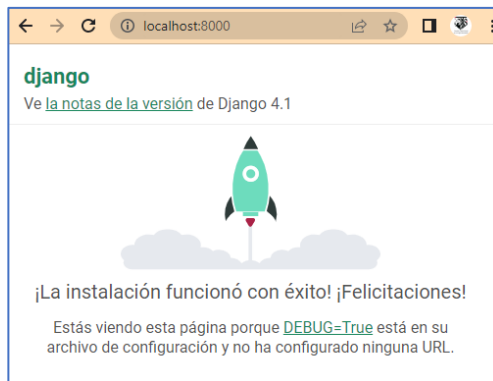 localhost:8000
django
Ve la notas de la versión de Django 4.1
¡La instalación funcionó con éxito! ¡Felicitaciones!
Estás viendo esta página porque DEBUG=True está en su
archivo de configuración y no ha configurado ninguna URL.